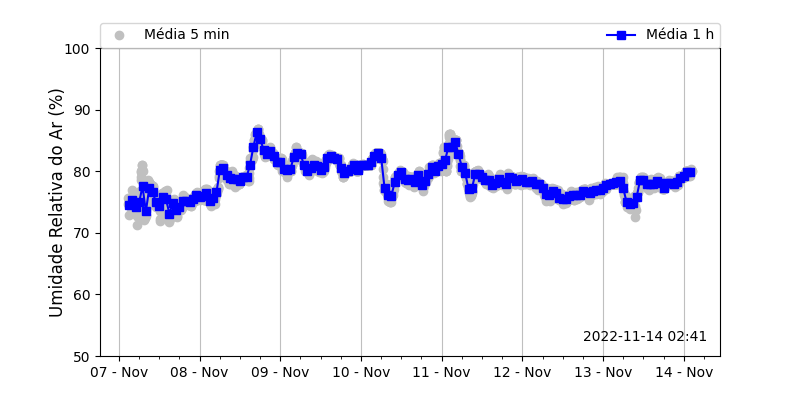 Média 5 min
Média 1 h
Umidade Relativa do Ar (%)
100
90
80
70
60
50
2022-11-14 02:41
07 - Nov
08 - Nov
09 - Nov
10 - Nov
11 - Nov
12 - Nov
13 - Nov
14 - Nov